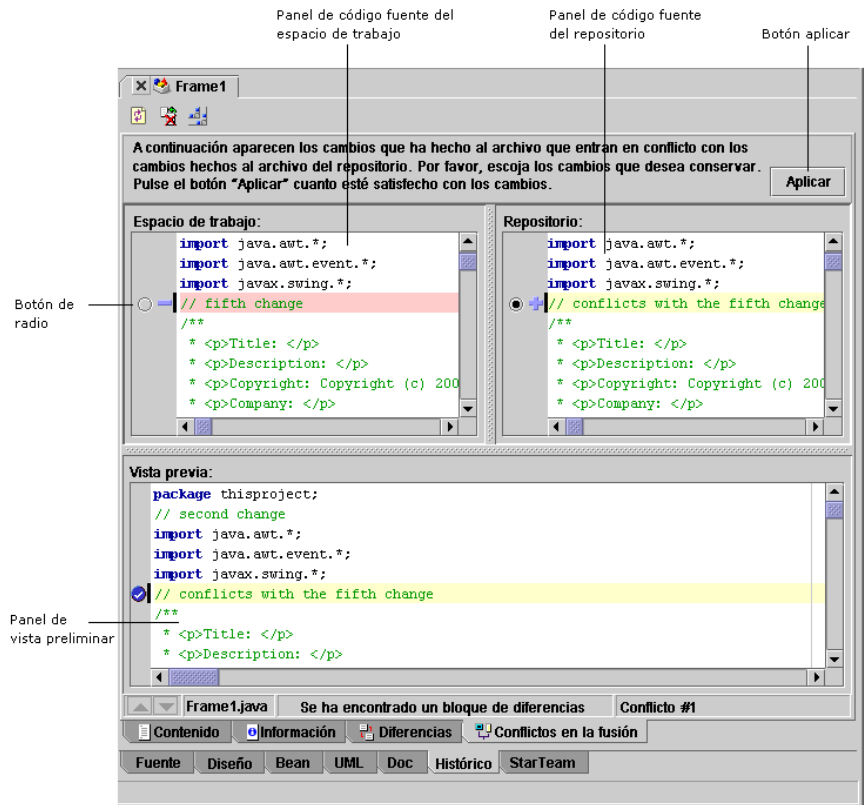 Panel de código fuente del
espacio de trabajo
Panel de código fuente
del repositorio
Botón aplicar
Frame1
A continuación aparecen los cambios que ha hecho al archivo que entran en conflicto con los
cambios hechos al archivo del repositorio. Por favor, escoja los cambios que desea conservar.
Pulse el botón "Aplicar" cuanto esté satisfecho con los cambios.
Aplicar
Espacio de trabajo:
import java.awt.*;
import java.awt.event.*;
import javax.swing.*;
// fifth change
/**
* <p>Title: </p>
* <p>Description: </p>
* <p>Copyright: Copyright (c) 200
* <p>Company: </p>
Repositorio:
import java.awt.*;
import java.awt.event.*;
import javax.swing.*;
// conflicts with the fifth change
/**
* <p>Title: </p>
* <p>Description: </p>
* <p>Copyright: Copyright (c) 200
* <p>Company: </p>
Botón de
radio
Vista previa:
package thisproject;
// second change
import java.awt.*;
import java.awt.event.*;
import javax.swing.*;
// conflicts with the fifth change
/**
* <p>Title: </p>
* <p>Description: </p>
Panel de
vista preliminar
Frame1.java Se ha encontrado un bloque de diferencias Conflicto #1
Contenido Información Diferencias Conflictos en la fusión
Fuente Diseño Bean UML Doc Histórico StarTeam